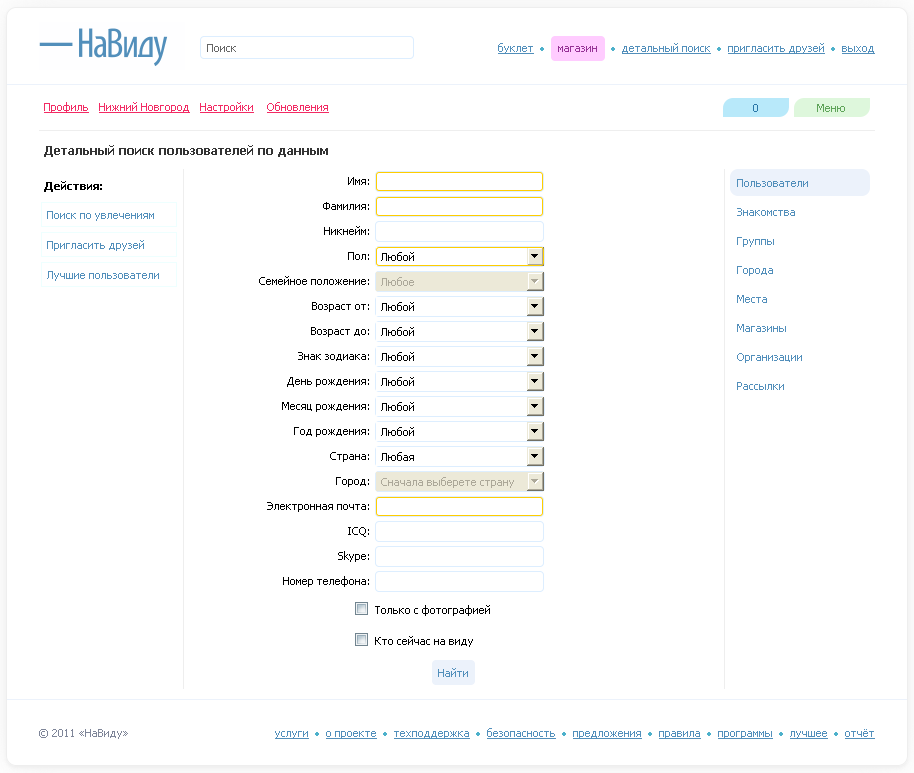 НаВиду
Поиск
буклет • магазин • детальный поиск • пригласить друзей • выход
Профиль Нижний Новгород Настройки Обновления
0 Меню
Детальный поиск пользователей по данным
Действия:
Поиск по увлечениям
Пригласить друзей
Лучшие пользователи
Имя:
Фамилия:
Никнейм:
Пол: Любой
Семейное положение: Любое
Возраст от: Любой
Возраст до: Любой
Знак зодиака: Любой
День рождения: Любой
Месяц рождения: Любой
Год рождения: Любой
Страна: Любая
Город: Сначала выберете страну
Электронная почта:
ICQ:
Skype:
Номер телефона:
Только с фотографией
Кто сейчас на виду
Найти
Пользователи
Знакомства
Группы
Города
Места
Магазины
Организации
Рассылки
© 2011 «НаВиду»
услуги • о проекте • техподдержка • безопасность • предложения • правила • программы • лучшее • отчёт